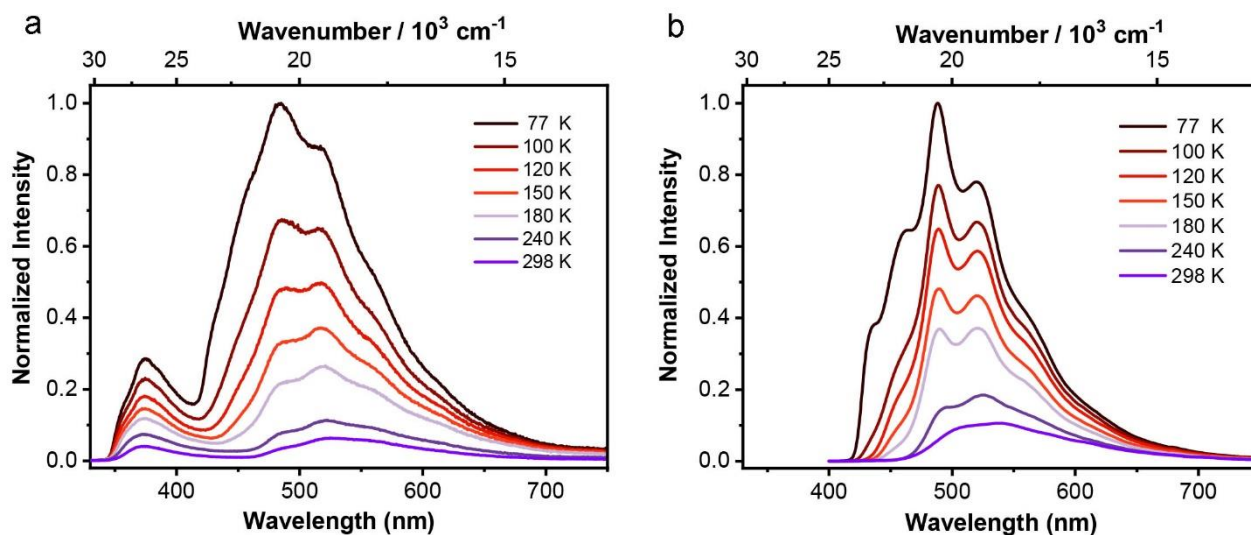 a
Wavenumber / 10³ cm⁻¹
30 25 20 15
Normalized Intensity
1.0
0.8
0.6
0.4
0.2
0.0
77 K
100 K
120 K
150 K
180 K
240 K
298 K
400 500 600 700
Wavelength (nm)
b
Wavenumber / 10³ cm⁻¹
30 25 20 15
Normalized Intensity
1.0
0.8
0.6
0.4
0.2
0.0
77 K
100 K
120 K
150 K
180 K
240 K
298 K
400 500 600 700
Wavelength (nm)